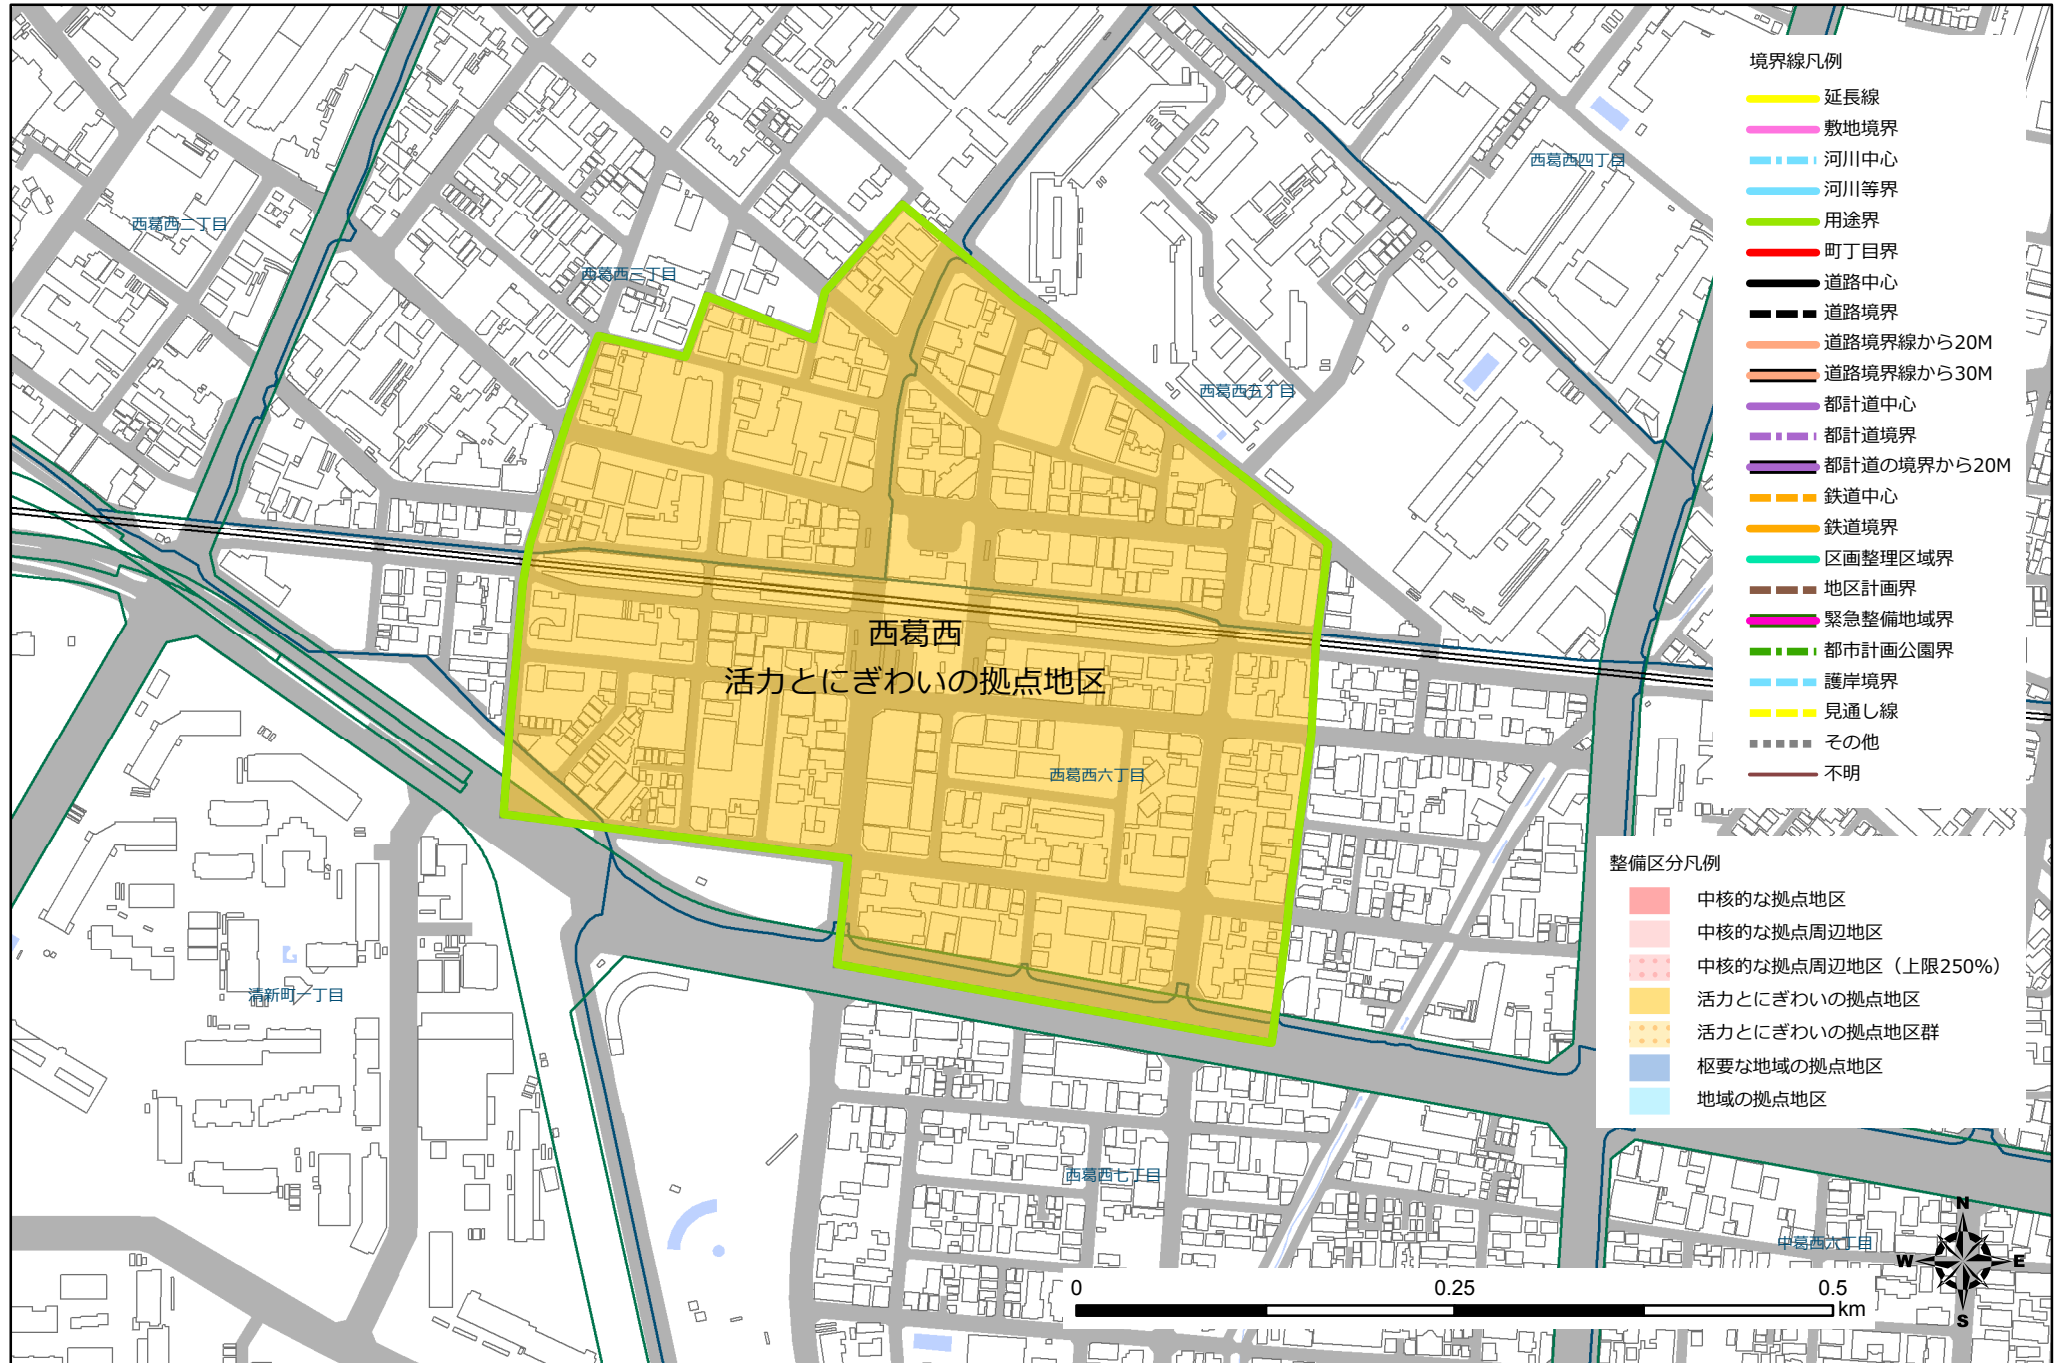 境界線凡例
延長線
敷地境界
河川中心
河川等界
用途界
町丁目界
道路中心
道路境界
道路境界線から20M
道路境界線から30M
都計道中心
都計道境界
都計道の境界から20M
鉄道中心
鉄道境界
区画整理区域界
地区計画界
緊急整備地域界
都市計画公園界
護岸境界
見通し線
その他
不明
西葛西四丁目
西葛西二丁目
西葛西三丁目
西葛西五丁目
西葛西
活力とにぎわいの拠点地区
西葛西六丁目
整備区分凡例
中核的な拠点地区
中核的な拠点周辺地区
中核的な拠点周辺地区（上限250%）
活力とにぎわいの拠点地区
活力とにぎわいの拠点地区群
枢要な地域の拠点地区
地域の拠点地区
清新町一丁目
西葛西七丁目
中葛西六丁目
N
W E
S
0 0.25 0.5
km